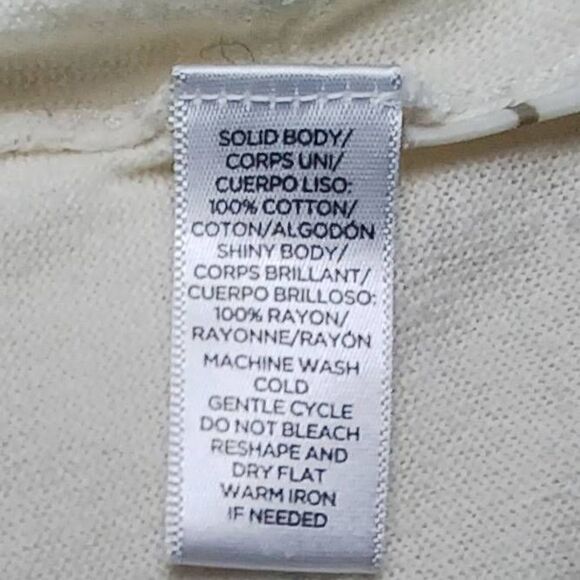 SOLID BODY/
CORPS UNI/
CUERPO LISO:
100% COTTON/
COTON/ALGODÓN
SHINY BODY/
CORPS BRILLANT/
CUERPO BRILLOSO:
100% RAYON/
RAYONNE/RAYÓN
MACHINE WASH
COLD
GENTLE CYCLE
DO NOT BLEACH
RESHAPE AND
DRY FLAT
WARM IRON
IF NEEDED